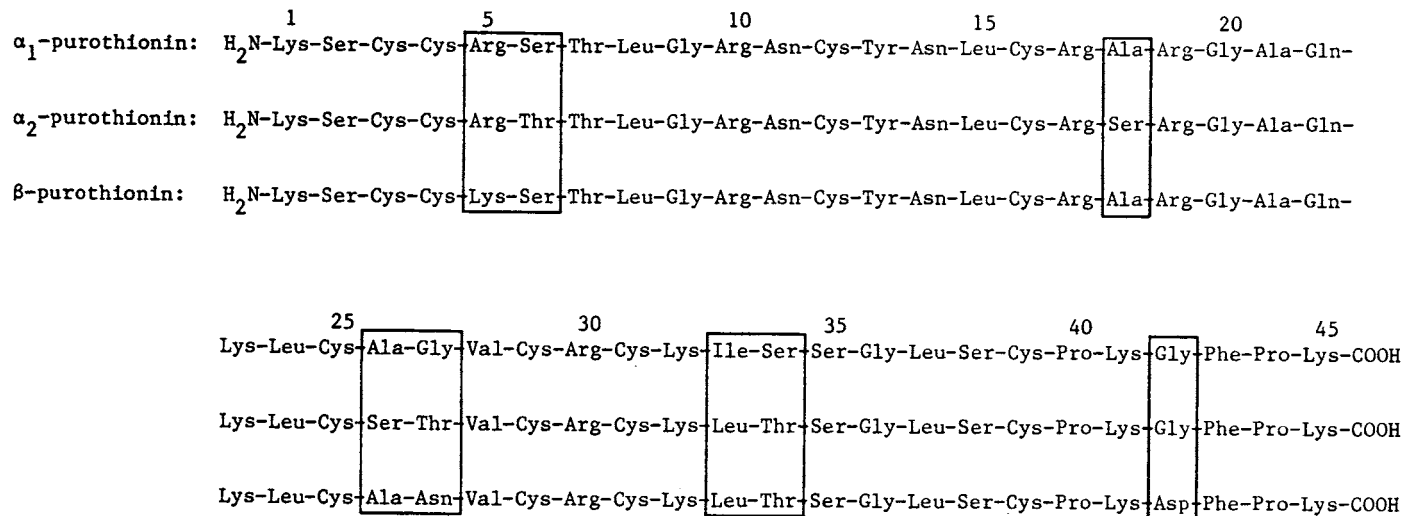 1 5 10 15 20
α1-purothionin: H2N-Lys-Ser-Cys-Cys-Arg-Ser-Thr-Leu-Gly-Arg-Asn-Cys-Tyr-Asn-Leu-Cys-Arg-Ala-Arg-Gly-Ala-Gln-
α2-purothionin: H2N-Lys-Ser-Cys-Cys-Arg-Thr-Thr-Leu-Gly-Arg-Asn-Cys-Tyr-Asn-Leu-Cys-Arg-Ser-Arg-Gly-Ala-Gln-
β-purothionin: H2N-Lys-Ser-Cys-Cys-Lys-Ser-Thr-Leu-Gly-Arg-Asn-Cys-Tyr-Asn-Leu-Cys-Arg-Ala-Arg-Gly-Ala-Gln-
25 30 35 40 45
Lys-Leu-Cys-Ala-Gly-Val-Cys-Arg-Cys-Lys-Ile-Ser-Ser-Gly-Leu-Ser-Cys-Pro-Lys-Gly-Phe-Pro-Lys-COOH
Lys-Leu-Cys-Ser-Thr-Val-Cys-Arg-Cys-Lys-Leu-Thr-Ser-Gly-Leu-Ser-Cys-Pro-Lys-Gly-Phe-Pro-Lys-COOH
Lys-Leu-Cys-Ala-Asn-Val-Cys-Arg-Cys-Lys-Leu-Thr-Ser-Gly-Leu-Ser-Cys-Pro-Lys-Asp-Phe-Pro-Lys-COOH